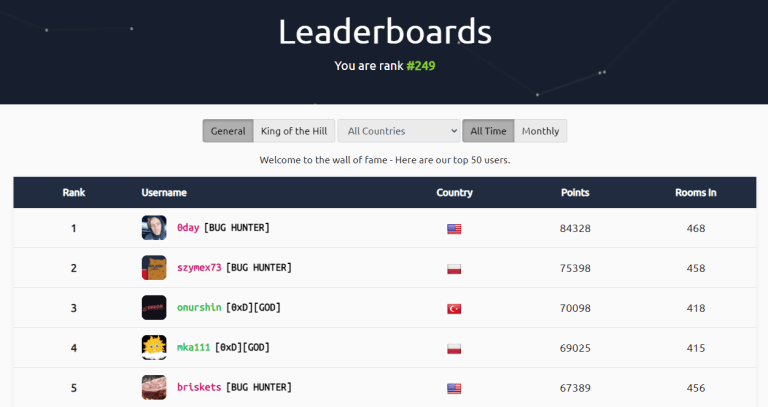 Leaderboards
You are rank #249
General King of the Hill All Countries All Time Monthly
Welcome to the wall of fame - Here are our top 50 users.
Rank Username Country Points Rooms In
1 0day [BUG HUNTER] 84328 468
2 szymex73 [BUG HUNTER] 75398 458
3 onurshin [0xD][GOD] 70098 418
4 mka111 [0xD][GOD] 69025 415
5 briskets [BUG HUNTER] 67389 456